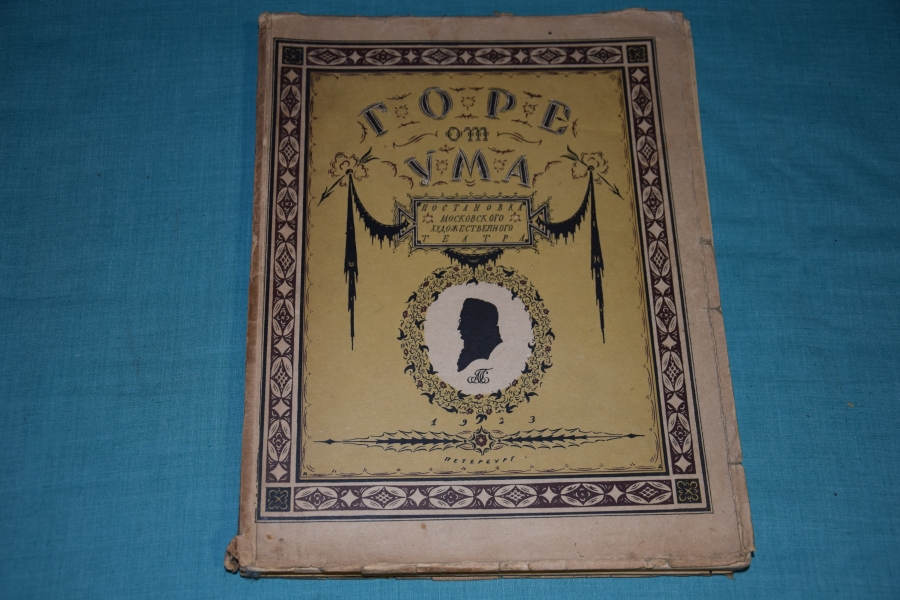 ГОРЕ
от
УМА
ПОСТАНОВКА
МОСКОВСКОГО
ХУДОЖЕСТВЕННОГО
ТЕАТРА
1923
ПЕТЕРБУРГ